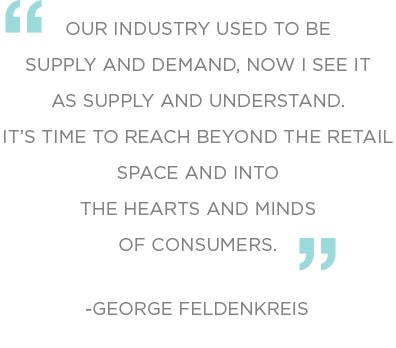 “
OUR INDUSTRY USED TO BE
SUPPLY AND DEMAND, NOW I SEE IT
AS SUPPLY AND UNDERSTAND.
IT’S TIME TO REACH BEYOND THE RETAIL
SPACE AND INTO
THE HEARTS AND MINDS
OF CONSUMERS. ”
-GEORGE FELDENKREIS